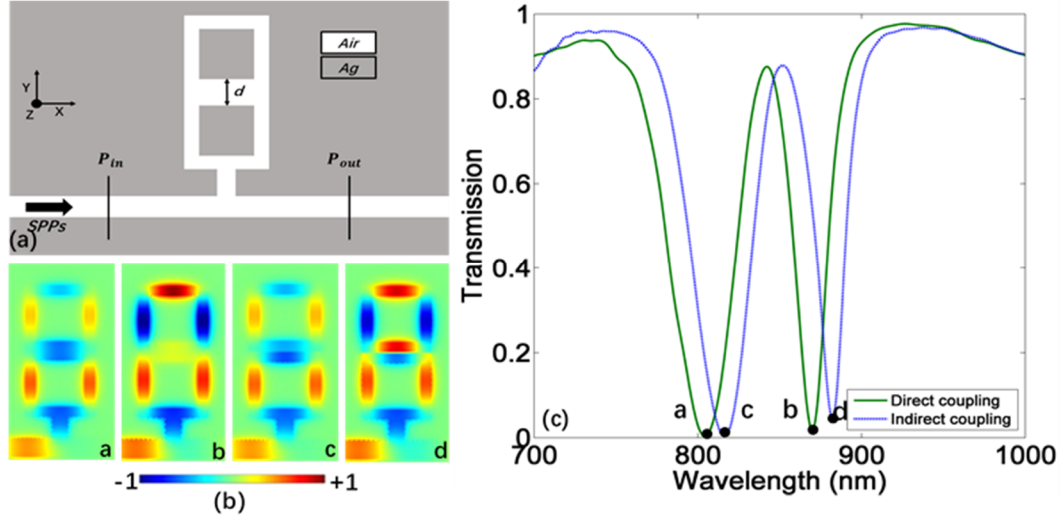 Air
Ag
Y
Z
X
d
P_in
P_out
SPPs
(a)
a
b
c
d
-1
+1
(b)
1
0.8
0.6
0.4
0.2
0
Transmission
a
c
b
d
(c)
Direct coupling
Indirect coupling
700
800
900
1000
Wavelength (nm)